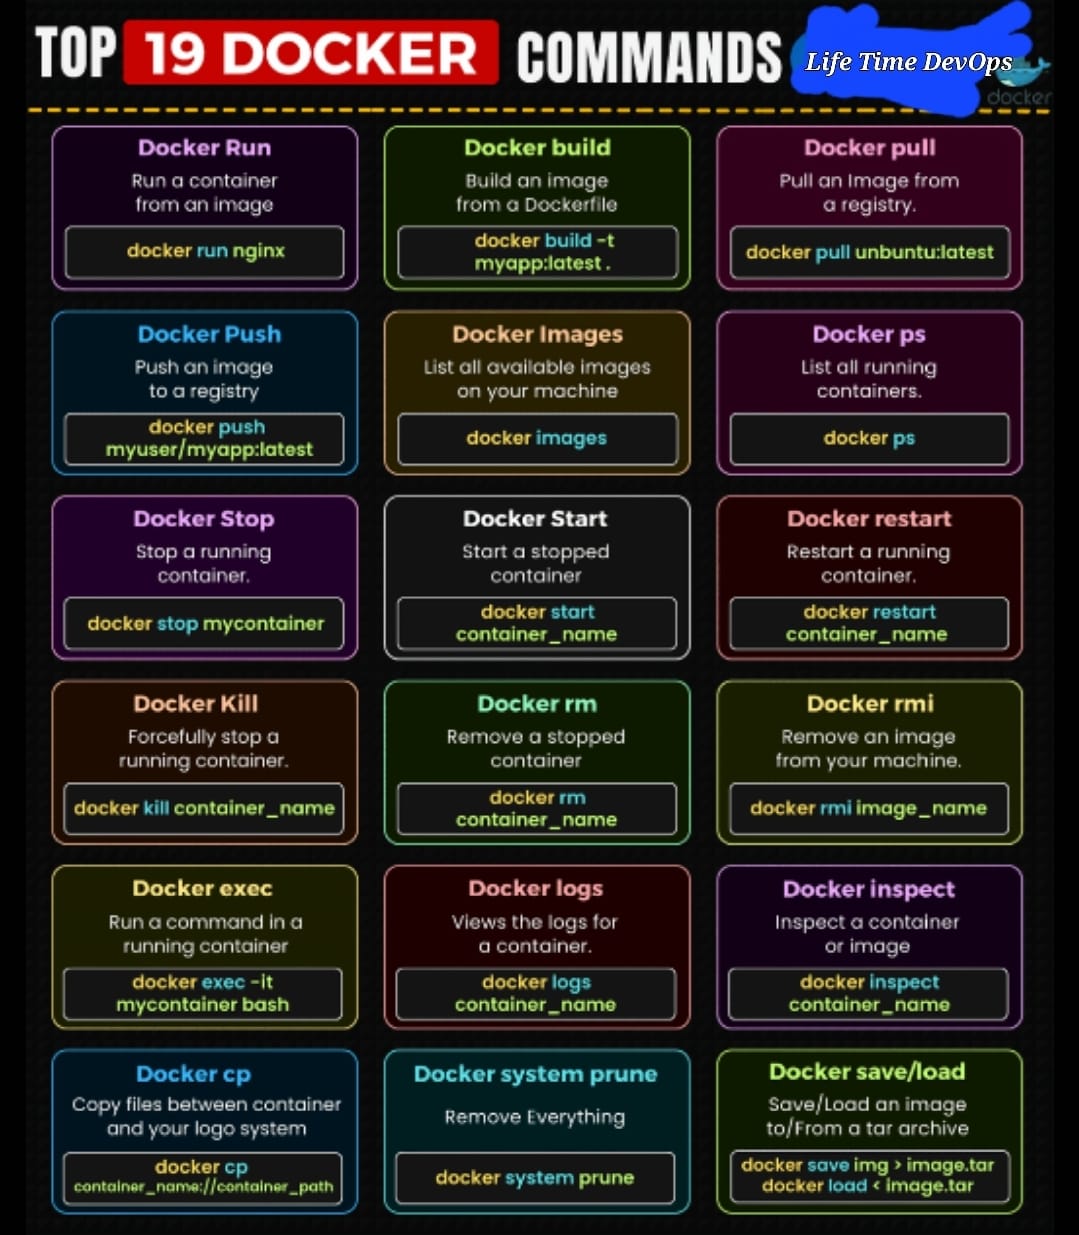 TOP 19 DOCKER COMMANDS
Life Time DevOps
docker
Docker Run
Run a container
from an image
docker run nginx
Docker build
Build an image
from a Dockerfile
docker build -t
myapp:latest .
Docker pull
Pull an Image from
a registry.
docker pull unbuntu:latest
Docker Push
Push an image
to a registry
docker push
myuser/myapp:latest
Docker Images
List all available images
on your machine
docker images
Docker ps
List all running
containers.
docker ps
Docker Stop
Stop a running
container.
docker stop mycontainer
Docker Start
Start a stopped
container
docker start
container_name
Docker restart
Restart a running
container.
docker restart
container_name
Docker Kill
Forcefully stop a
running container.
docker kill container_name
Docker rm
Remove a stopped
container
docker rm
container_name
Docker rmi
Remove an image
from your machine.
docker rmi image_name
Docker exec
Run a command in a
running container
docker exec -it
mycontainer bash
Docker logs
Views the logs for
a container.
docker logs
container_name
Docker inspect
Inspect a container
or image
docker inspect
container_name
Docker cp
Copy files between container
and your logo system
docker cp
container_name://container_path
Docker system prune
Remove Everything
docker system prune
Docker save/load
Save/Load an image
to/From a tar archive
docker save img > image.tar
docker load < image.tar